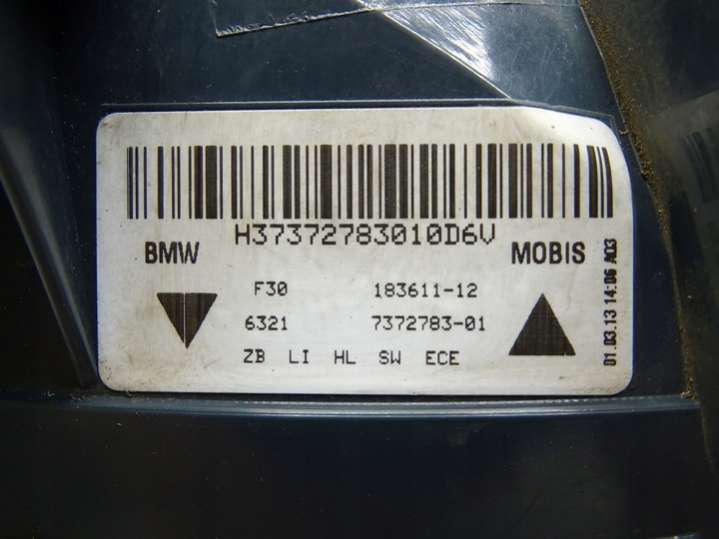 H37372783010D6V
BMW MOBIS
F30 183611-12
6321 7372783-01
ZB LI HL SW ECE
01.03.13 14:06 A03